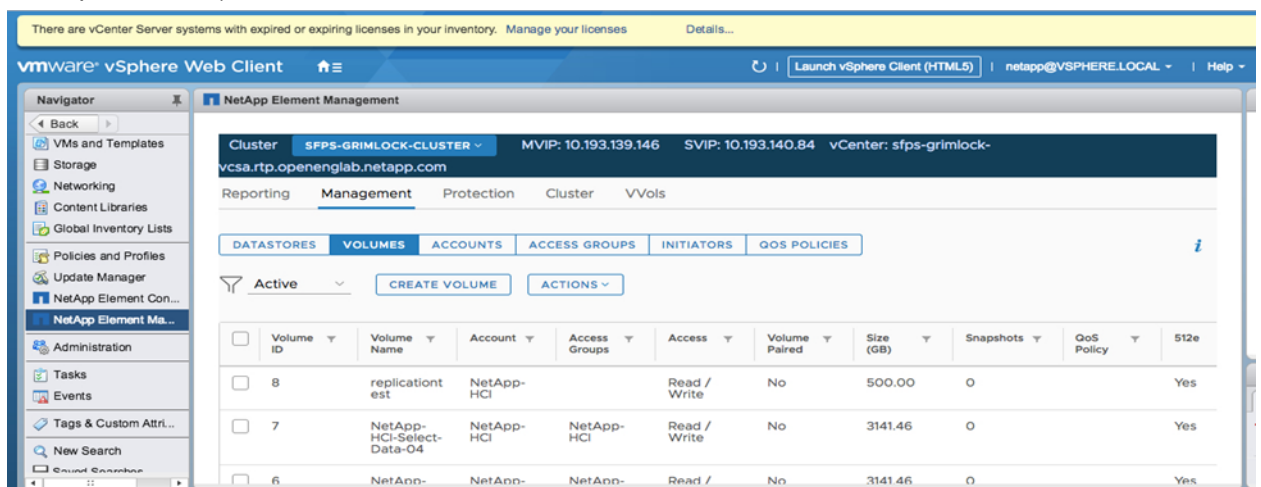 There are vCenter Server systems with expired or expiring licenses in your inventory. Manage your licenses Details...
vmware® vSphere Web Client
Launch vSphere Client (HTML5) | netapp@VSPHERE.LOCAL | Help
Navigator
Back
VMs and Templates
Storage
Networking
Content Libraries
Global Inventory Lists
Policies and Profiles
Update Manager
NetApp Element Con...
NetApp Element Ma...
Administration
Tasks
Events
Tags & Custom Attri...
New Search
Saved Searches
NetApp Element Management
Cluster SFPS-GRIMLOCK-CLUSTER MVIP: 10.193.139.146 SVIP: 10.193.140.84 vCenter: sfps-grimlock-
vcsa.rtp.openenglab.netapp.com
Reporting Management Protection Cluster VVols
DATASTORES VOLUMES ACCOUNTS ACCESS GROUPS INITIATORS QOS POLICIES i
Active CREATE VOLUME ACTIONS
Volume ID Volume Name Account Access Groups Access Volume Paired Size (GB) Snapshots QoS Policy 512e
8 replicationtest NetApp-HCI Read / Write No 500.00 0 Yes
7 NetApp-HCI-Select-Data-04 NetApp-HCI NetApp-HCI Read / Write No 3141.46 0 Yes
6 NetApp- NetApp- NetApp- Read / No 3141.46 0 Yes